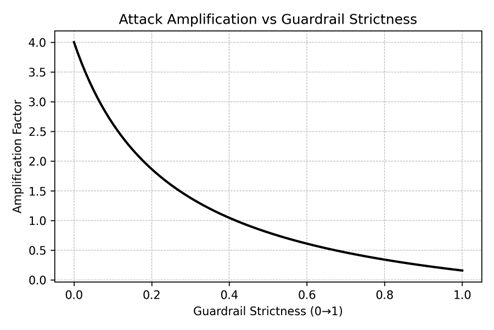 Attack Amplification vs Guardrail Strictness
Amplification Factor
4.0
3.5
3.0
2.5
2.0
1.5
1.0
0.5
0.0
0.0 0.2 0.4 0.6 0.8 1.0
Guardrail Strictness (0→1)